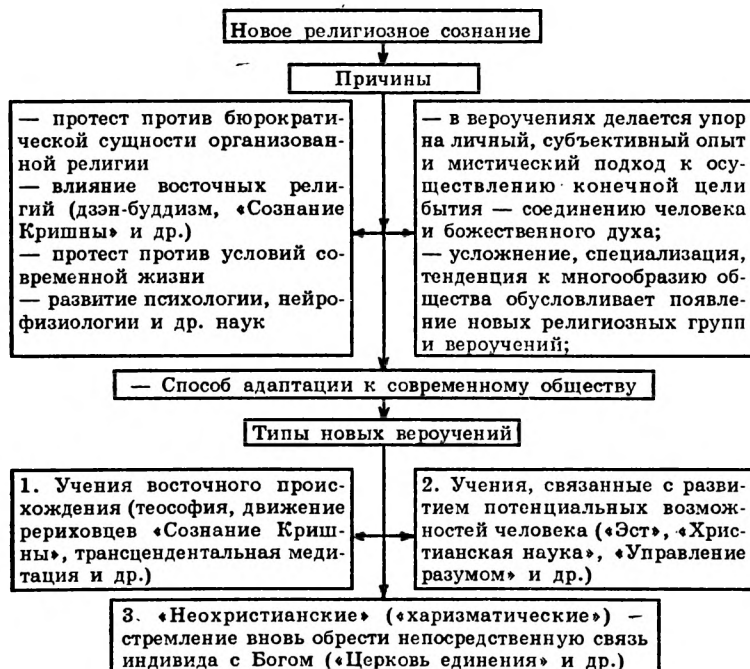 Новое религиозное сознание
Причины
— протест против бюрократи-
ческой сущности организован-
ной религии
— влияние восточных рели-
гий (дзэн-буддизм, «Сознание
Кришны» и др.)
— протест против условий со-
временной жизни
— развитие психологии, нейро-
физиологии и др. наук
— в вероучениях делается упор
на личный, субъективный опыт
и мистический подход к осу-
ществлению конечной цели
бытия — соединению человека
и божественного духа;
— усложнение, специализация,
тенденция к многообразию об-
щества обусловливает появле-
ние новых религиозных групп
и вероучений;
— Способ адаптации к современному обществу
Типы новых вероучений
1. Учения восточного проис-
хождения (теософия, движение
рериховцев «Сознание Криш-
ны», трансцендентальная меди-
тация и др.)
2. Учения, связанные с разви-
тием потенциальных возмож-
ностей человека («Эст», «Хрис-
тианская наука», «Управление
разумом» и др.)
3. «Неохристианские» («харизматические») —
стремление вновь обрести непосредственную связь
индивида с Богом («Церковь единения» и др.)